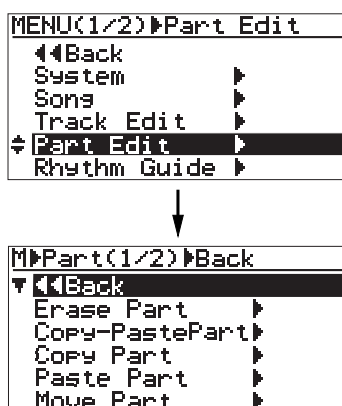 MENU(1/2)▶Part Edit
◀◀Back
System ▶
Song ▶
Track Edit ▶
Part Edit ▶
Rhythm Guide ▶
M▶Part(1/2)▶Back
◀◀Back
Erase Part ▶
Copy-PastePart▶
Copy Part ▶
Paste Part ▶
Move Part ▶